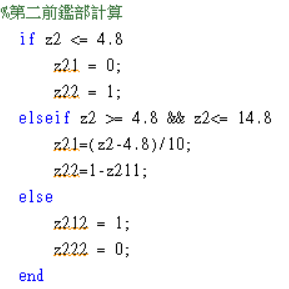 %第二前鑑部計算
if z2 <= 4.8
z21 = 0;
z22 = 1;
elseif z2 >= 4.8 && z2<= 14.8
z21=(z2-4.8)/10;
z22=1-z211;
else
z212 = 1;
z222 = 0;
end